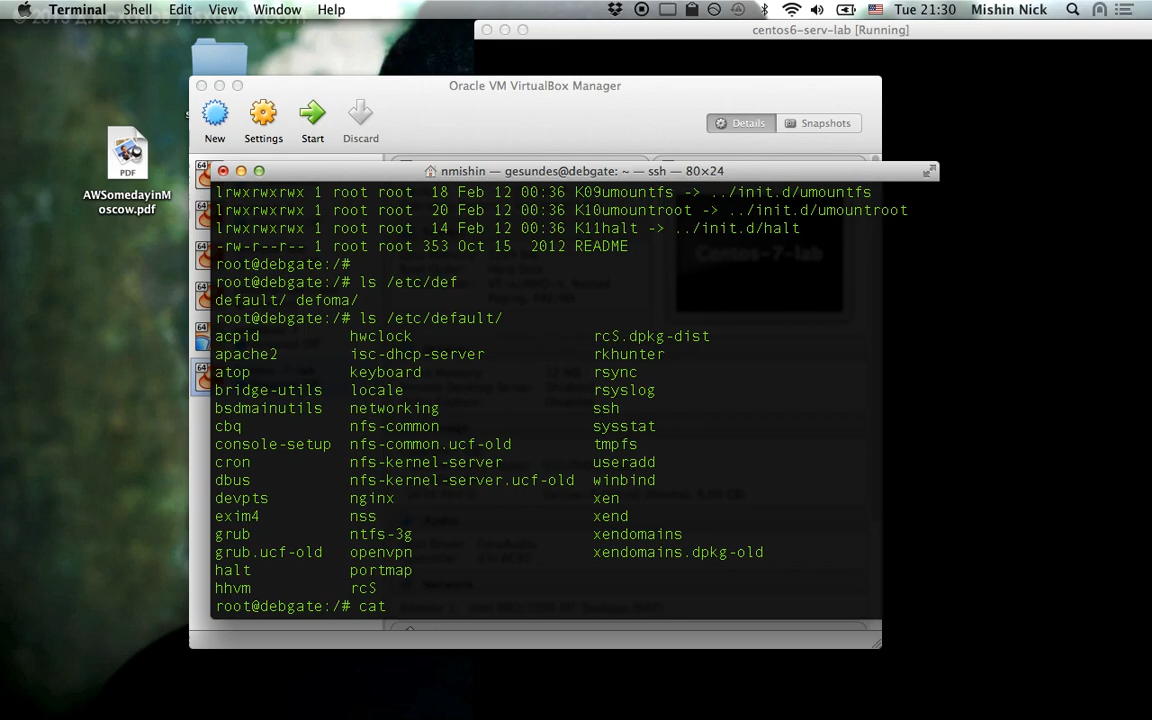 Terminal Shell Edit View Window Help Tue 21:30 Mishin Nick
centos6-serv-lab [Running]
Oracle VM VirtualBox Manager
New Settings Start Discard Details Snapshots
PDF
AWSomedayinM
oscow.pdf
nmishin — gesundes@debgate: ~ — ssh — 80×24
lrwxrwxrwx 1 root root 18 Feb 12 00:36 K09umountfs -> ../init.d/umountfs
lrwxrwxrwx 1 root root 20 Feb 12 00:36 K10umountroot -> ../init.d/umountroot
lrwxrwxrwx 1 root root 14 Feb 12 00:36 K11halt -> ../init.d/halt
-rw-r--r-- 1 root root 353 Oct 15 2012 README
root@debgate:/#
root@debgate:/# ls /etc/def
default/ defoma/
root@debgate:/# ls /etc/default/
acpid hwclock rcS.dpkg-dist
apache2 isc-dhcp-server rkhunter
atop keyboard rsync
bridge-utils locale rsyslog
bsdmainutils networking ssh
cbq nfs-common sysstat
console-setup nfs-common.ucf-old tmpfs
cron nfs-kernel-server useradd
dbus nfs-kernel-server.ucf-old winbind
devpts nginx xen
exim4 nss xend
grub ntfs-3g xendomains
grub.ucf-old openvpn xendomains.dpkg-old
halt portmap
hhvm rcS
root@debgate:/# cat
Centos-7-lab